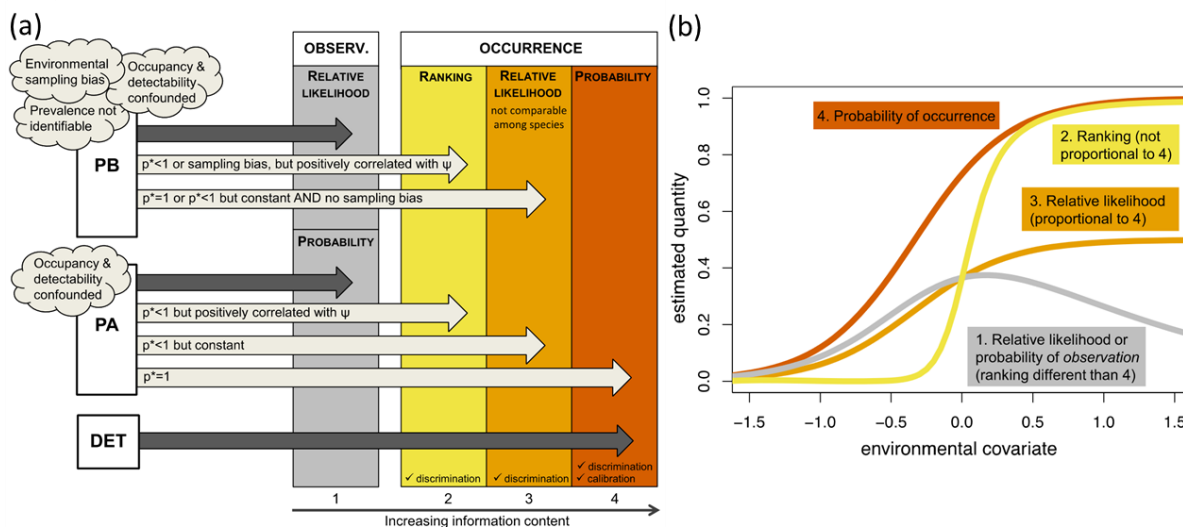 (a)
Environmental
sampling bias
Occupancy &
detectability
confounded
Prevalence not
identifiable
OBSERV.
OCCURRENCE
RELATIVE
LIKELIHOOD
RANKING
RELATIVE
LIKELIHOOD
not comparable
among species
PROBABILITY
PB
p*<1 or sampling bias, but positively correlated with ψ
p*=1 or p*<1 but constant AND no sampling bias
PROBABILITY
Occupancy &
detectability
confounded
PA
p*<1 but positively correlated with ψ
p*<1 but constant
p*=1
DET
✓ discrimination
✓ discrimination
✓ discrimination
✓ calibration
1
2
3
4
Increasing information content
(b)
estimated quantity
1.0
0.8
0.6
0.4
0.2
0.0
4. Probability of occurrence
2. Ranking (not
proportional to 4)
3. Relative likelihood
(proportional to 4)
1. Relative likelihood or
probability of observation
(ranking different than 4)
−1.5
−1.0
−0.5
0.0
0.5
1.0
1.5
environmental covariate